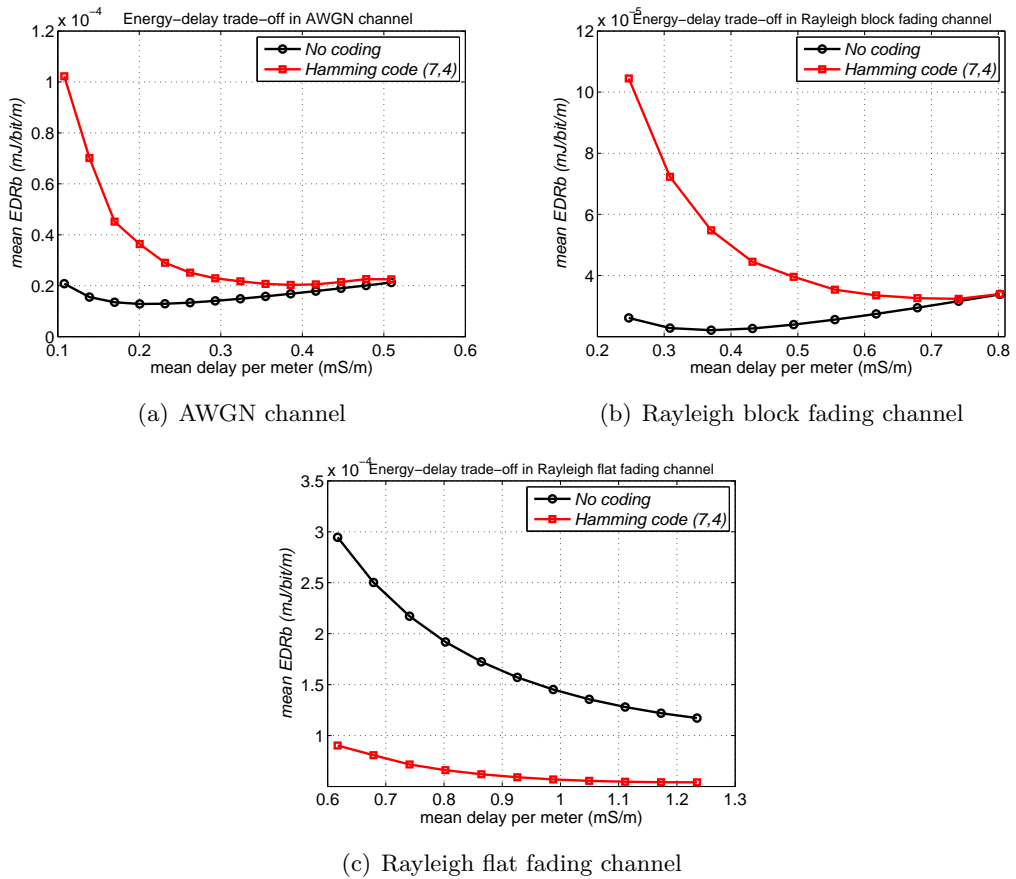 x 10−4
Energy−delay trade−off in AWGN channel
1.2
1
0.8
0.6
0.4
0.2
0
0.1
0.2
0.3
0.4
0.5
0.6
mean EDRb (mJ/bit/m)
mean delay per meter (mS/m)
No coding
Hamming code (7,4)
(a) AWGN channel
x 10−5
Energy−delay trade−off in Rayleigh block fading channel
10
8
6
4
0.2
0.3
0.4
0.5
0.6
0.7
0.8
mean EDRb (mJ/bit/m)
mean delay per meter (mS/m)
No coding
Hamming code (7,4)
(b) Rayleigh block fading channel
x 10−4
Energy−delay trade−off in Rayleigh flat fading channel
3.5
3
2.5
2
1.5
1
0.6
0.7
0.8
0.9
1
1.1
1.2
1.3
mean EDRb (mJ/bit/m)
mean delay per meter (mS/m)
No coding
Hamming code (7,4)
(c) Rayleigh flat fading channel